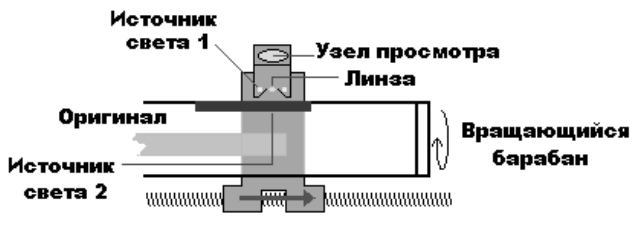 Источник
света 1
Узел просмотра
Линза
Оригинал
Вращающийся
барабан
Источник
света 2